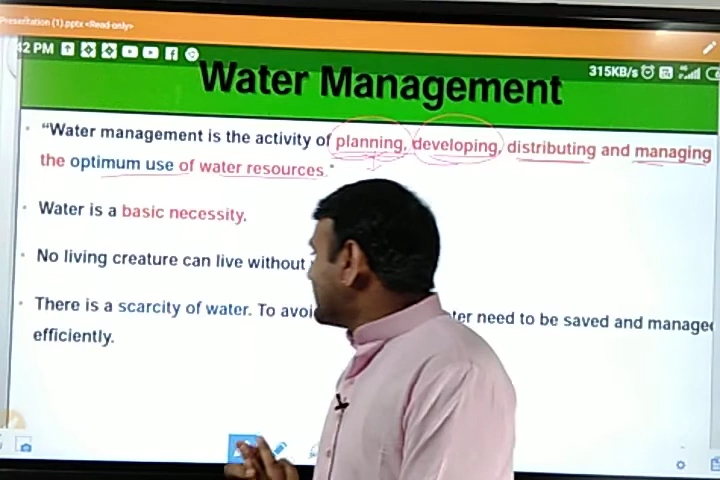 Presentation (1).pptx <Read-only>
42 PM
315KB/s
4G
Water Management
"Water management is the activity of planning, developing, distributing and managing
the optimum use of water resources."
Water is a basic necessity.
No living creature can live without
There is a scarcity of water. To avoi ter need to be saved and manage
efficiently.